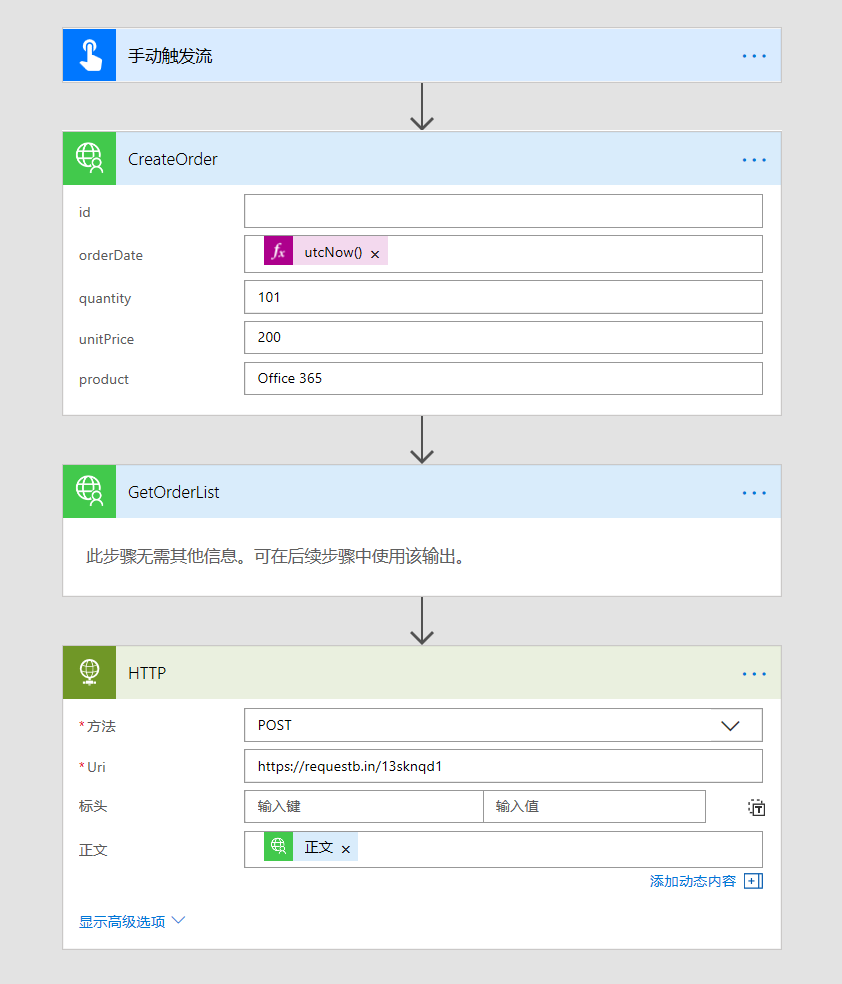 手动触发流
CreateOrder
id
orderDate fx utcNow() ×
quantity 101
unitPrice 200
product Office 365
GetOrderList
此步骤无需其他信息。可在后续步骤中使用该输出。
HTTP
*方法 POST
*Uri https://requestb.in/13sknqd1
标头 输入键 输入值
正文 正文 ×
添加动态内容
显示高级选项